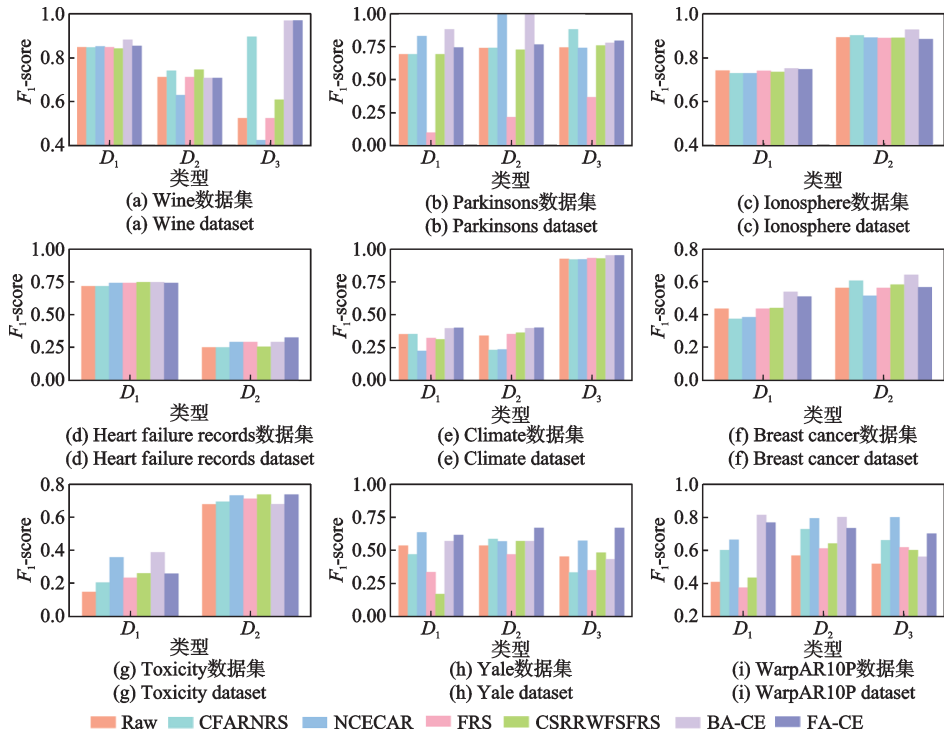 1.0
0.8
0.6
0.4
F1-score
D1 D2 D3
类型
(a) Wine数据集
(a) Wine dataset
1.00
0.75
0.50
0.25
0.00
F1-score
D1 D2 D3
类型
(b) Parkinsons数据集
(b) Parkinsons dataset
1.0
0.8
0.6
0.4
F1-score
D1 D2
类型
(c) Ionosphere数据集
(c) Ionosphere dataset
1.00
0.75
0.50
0.25
0.00
F1-score
D1 D2
类型
(d) Heart failure records数据集
(d) Heart failure records dataset
1.00
0.75
0.50
0.25
0.00
F1-score
D1 D2 D3
类型
(e) Climate数据集
(e) Climate dataset
0.8
0.6
0.4
0.2
0.0
F1-score
D1 D2
类型
(f) Breast cancer数据集
(f) Breast cancer dataset
0.8
0.6
0.4
0.2
0.0
F1-score
D1 D2
类型
(g) Toxicity数据集
(g) Toxicity dataset
1.00
0.75
0.50
0.25
0.00
F1-score
D1 D2 D3
类型
(h) Yale数据集
(h) Yale dataset
1.0
0.8
0.6
0.4
0.2
F1-score
D1 D2 D3
类型
(i) WarpAR10P数据集
(i) WarpAR10P dataset
Raw CFARNRS NCECAR FRS CSRRWFSFRS BA-CE FA-CE